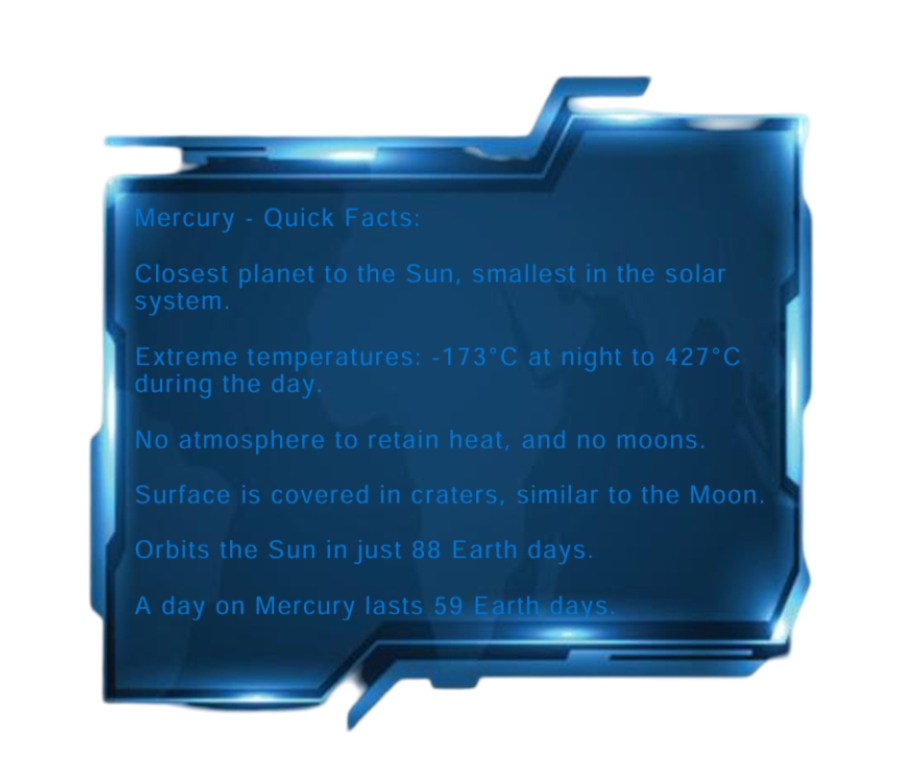 Mercury - Quick Facts:
Closest planet to the Sun, smallest in the solar
system.
Extreme temperatures: -173°C at night to 427°C
during the day.
No atmosphere to retain heat, and no moons.
Surface is covered in craters, similar to the Moon.
Orbits the Sun in just 88 Earth days.
A day on Mercury lasts 59 Earth days.